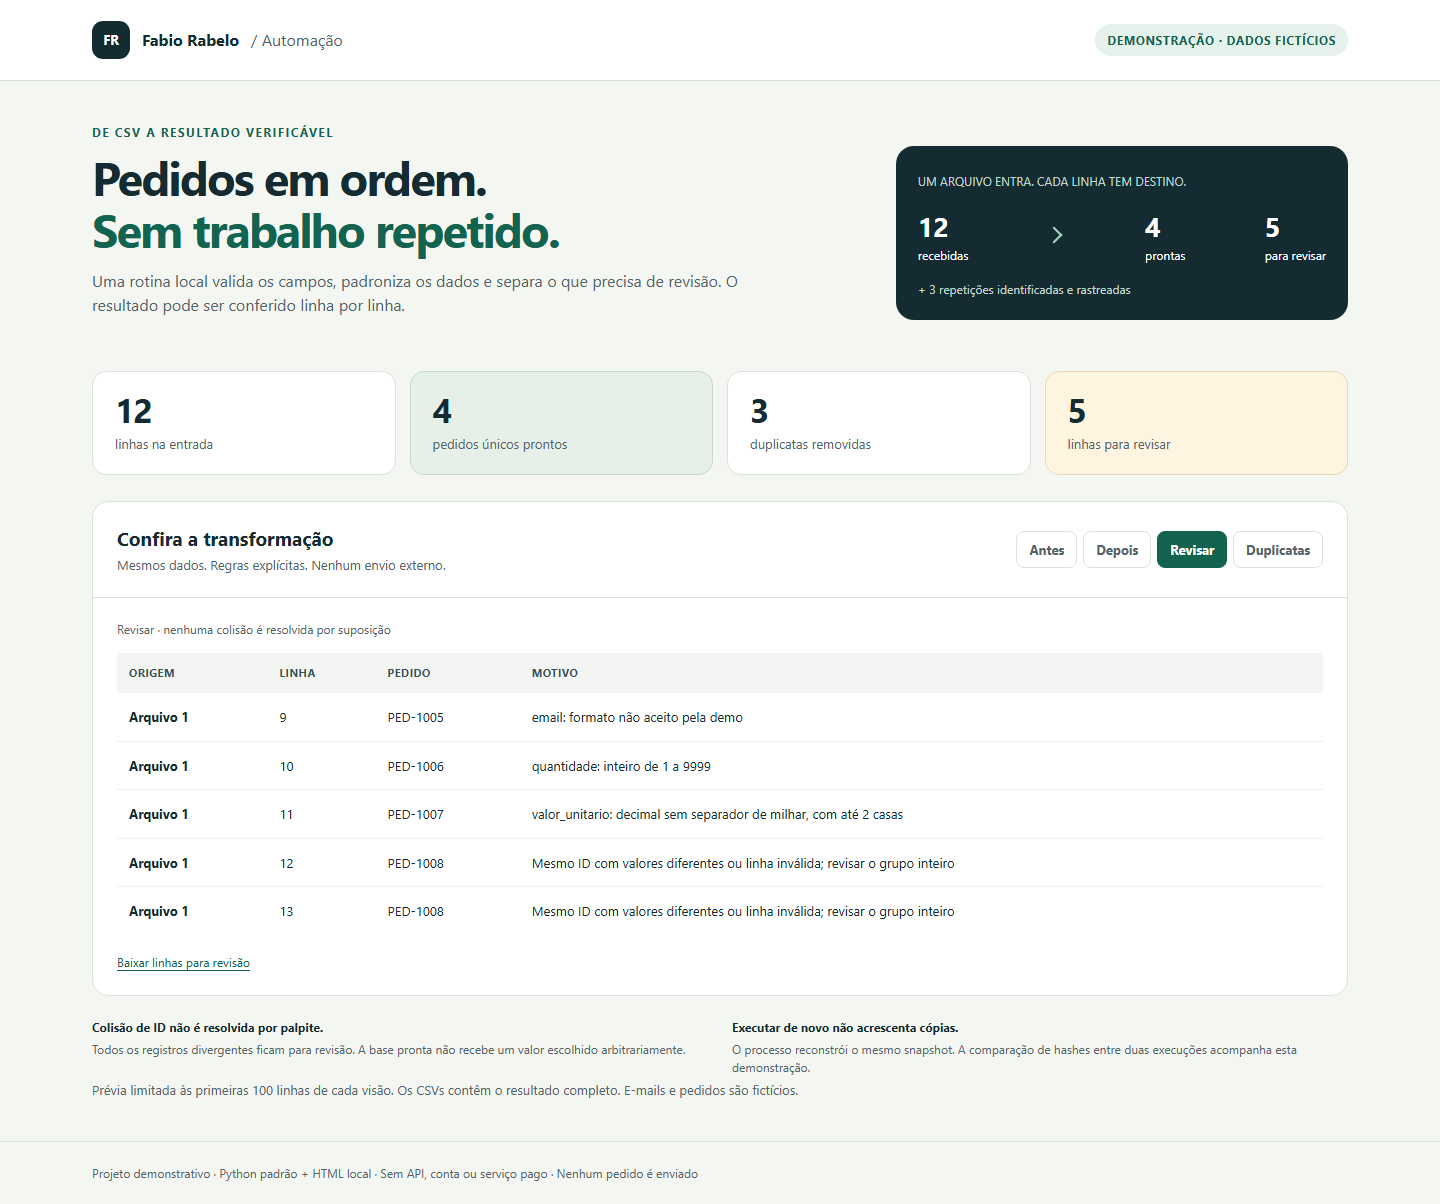 FR
Fabio Rabelo / Automação
DEMONSTRAÇÃO · DADOS FICTÍCIOS
DE CSV A RESULTADO VERIFICÁVEL
Pedidos em ordem.
Sem trabalho repetido.
Uma rotina local valida os campos, padroniza os dados e separa o que precisa de revisão. O
resultado pode ser conferido linha por linha.
UM ARQUIVO ENTRA. CADA LINHA TEM DESTINO.
12 4 5
recebidas prontas para revisar
+ 3 repetições identificadas e rastreadas
12
linhas na entrada
4
pedidos únicos prontos
3
duplicatas removidas
5
linhas para revisar
Confira a transformação
Mesmos dados. Regras explícitas. Nenhum envio externo.
Antes Depois Revisar Duplicatas
Revisar · nenhuma colisão é resolvida por suposição
ORIGEM LINHA PEDIDO MOTIVO
Arquivo 1 9 PED-1005 email: formato não aceito pela demo
Arquivo 1 10 PED-1006 quantidade: inteiro de 1 a 9999
Arquivo 1 11 PED-1007 valor_unitario: decimal sem separador de milhar, com até 2 casas
Arquivo 1 12 PED-1008 Mesmo ID com valores diferentes ou linha inválida; revisar o grupo inteiro
Arquivo 1 13 PED-1008 Mesmo ID com valores diferentes ou linha inválida; revisar o grupo inteiro
Baixar linhas para revisão
Colisão de ID não é resolvida por palpite.
Todos os registros divergentes ficam para revisão. A base pronta não recebe um valor escolhido arbitrariamente.
Executar de novo não acrescenta cópias.
O processo reconstrói o mesmo snapshot. A comparação de hashes entre duas execuções acompanha esta
demonstração.
Prévia limitada às primeiras 100 linhas de cada visão. Os CSVs contêm o resultado completo. E-mails e pedidos são fictícios.
Projeto demonstrativo · Python padrão + HTML local · Sem API, conta ou serviço pago · Nenhum pedido é enviado